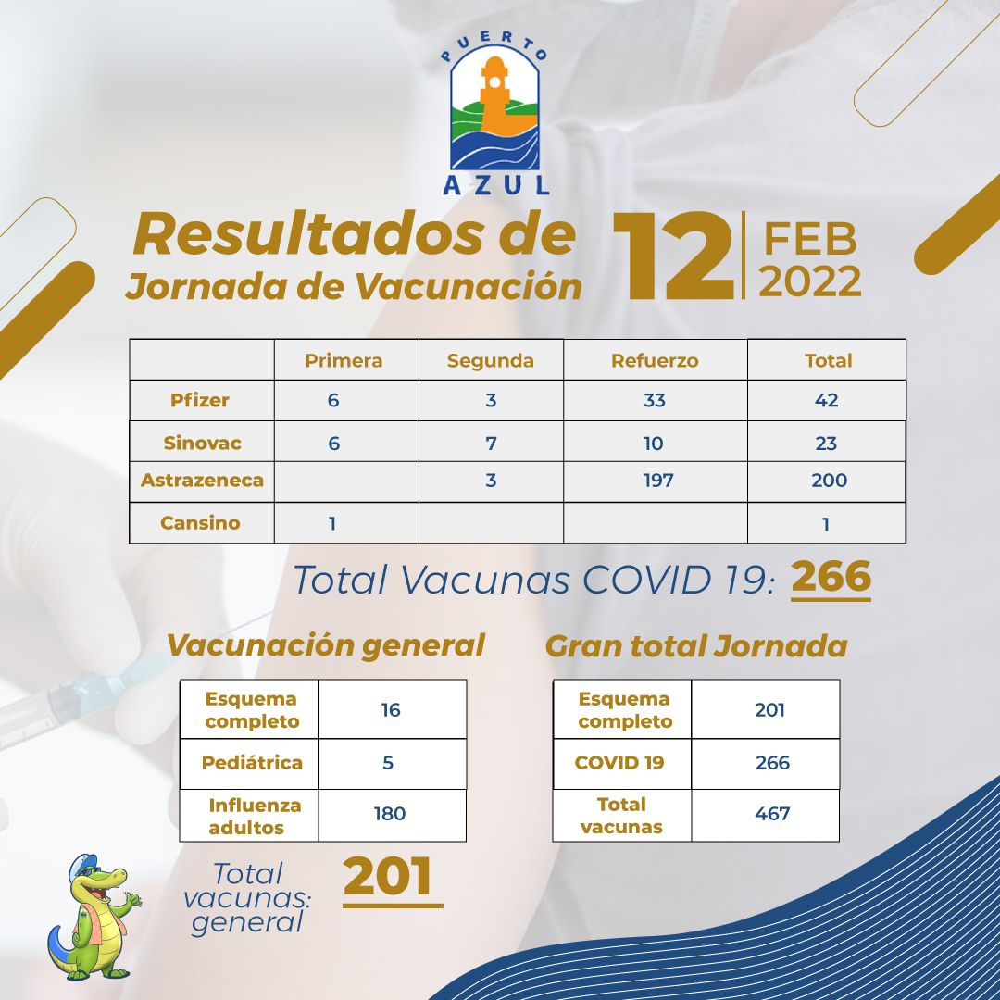 PUERTO
AZUL
Resultados de
Jornada de Vacunación
12
FEB
2022
Primera Segunda Refuerzo Total
Pfizer 6 3 33 42
Sinovac 6 7 10 23
Astrazeneca 3 197 200
Cansino 1 1
Total Vacunas COVID 19: 266
Vacunación general
Esquema
completo 16
Pediátrica 5
Influenza
adultos 180
Total
vacunas:
general
201
Gran total Jornada
Esquema
completo 201
COVID 19 266
Total
vacunas 467